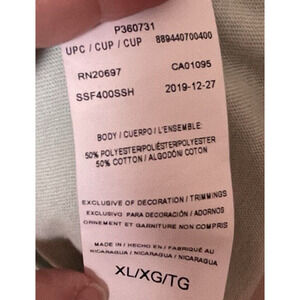 P360731
UPC / CUP / CUP 889440700400
RN20697 CA01095
SSF400SSH 2019-12-27
BODY / CUERPO / L'ENSEMBLE:
50% POLYESTER/POLIÉSTER/POLYESTER
50% COTTON / ALGODÓN/ COTON
EXCLUSIVE OF DECORATION / TRIMMINGS
EXCLUSIVO PARA DECORACIÓN / ADORNOS
ORNEMENT ET GARNITURE NON COMPRIS
MADE IN / HECHO EN / FABRIQUÉ AU
NICARAGUA / NICARAGUA / NICARAGUA
XL/XG/TG